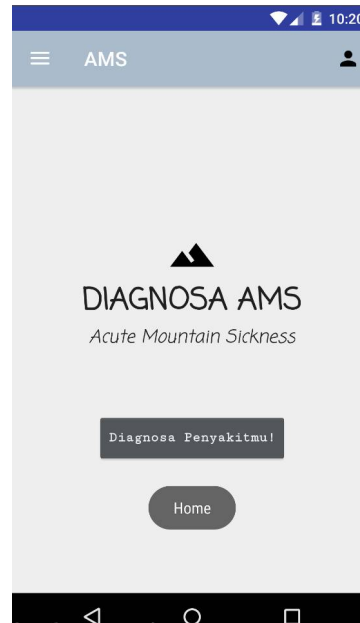 10:20
AMS
DIAGNOSA AMS
Acute Mountain Sickness
Diagnosa Penyakitmu!
Home